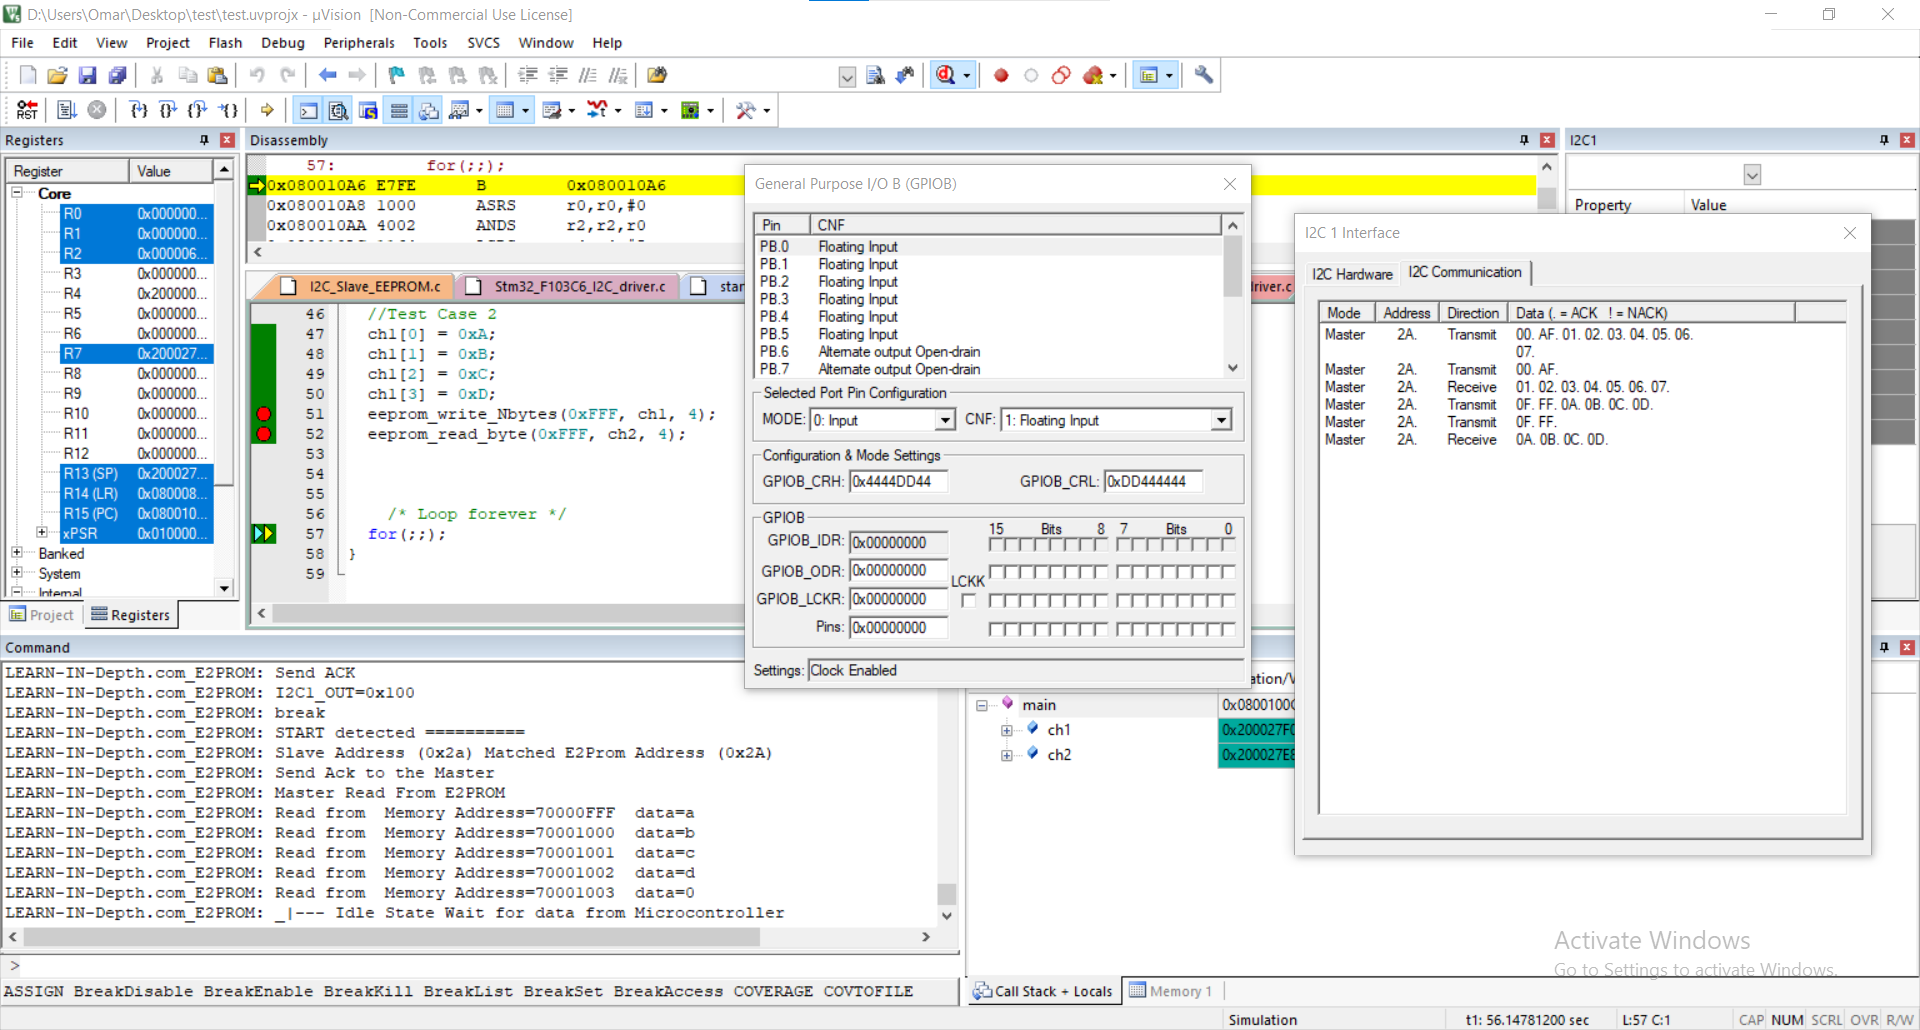 D:\Users\Omar\Desktop\test\test.uvprojx - µVision [Non-Commercial Use License]
File Edit View Project Flash Debug Peripherals Tools SVCS Window Help
Registers
Register Value
Core
R0 0x000000...
R1 0x000000...
R2 0x000006...
R3 0x000000...
R4 0x200000...
R5 0x000000...
R6 0x000000...
R7 0x200027...
R8 0x000000...
R9 0x000000...
R10 0x000000...
R11 0x000000...
R12 0x000000...
R13 (SP) 0x200027...
R14 (LR) 0x080008...
R15 (PC) 0x080010...
xPSR 0x010000...
Banked
System
Internal
Project Registers
Disassembly
57: for(;;);
0x080010A6 E7FE B 0x080010A6
0x080010A8 1000 ASRS r0,r0,#0
0x080010AA 4002 ANDS r2,r2,r0
I2C_Slave_EEPROM.c Stm32_F103C6_I2C_driver.c star
river.c
46 //Test Case 2
47 ch1[0] = 0xA;
48 ch1[1] = 0xB;
49 ch1[2] = 0xC;
50 ch1[3] = 0xD;
51 eeprom_write_Nbytes(0xFFF, ch1, 4);
52 eeprom_read_byte(0xFFF, ch2, 4);
53
54
55
56 /* Loop forever */
57 for(;;);
58 }
59
General Purpose I/O B (GPIOB)
Pin CNF
PB.0 Floating Input
PB.1 Floating Input
PB.2 Floating Input
PB.3 Floating Input
PB.4 Floating Input
PB.5 Floating Input
PB.6 Alternate output Open-drain
PB.7 Alternate output Open-drain
Selected Port Pin Configuration
MODE: 0: Input CNF: 1: Floating Input
Configuration & Mode Settings
GPIOB_CRH: 0x4444DD44 GPIOB_CRL: 0xDD444444
GPIOB
15 Bits 8 7 Bits 0
GPIOB_IDR: 0x00000000
GPIOB_ODR: 0x00000000
LCKK
GPIOB_LCKR: 0x00000000
Pins: 0x00000000
Settings: Clock Enabled
I2C1
Property Value
I2C 1 Interface
I2C Hardware I2C Communication
Mode Address Direction Data (. = ACK ! = NACK)
Master 2A. Transmit 00. AF. 01. 02. 03. 04. 05. 06.
07.
Master 2A. Transmit 00. AF.
Master 2A. Receive 01. 02. 03. 04. 05. 06. 07.
Master 2A. Transmit 0F. FF. 0A. 0B. 0C. 0D.
Master 2A. Transmit 0F. FF.
Master 2A. Receive 0A. 0B. 0C. 0D.
Command
LEARN-IN-Depth.com_E2PROM: Send ACK
LEARN-IN-Depth.com_E2PROM: I2C1_OUT=0x100
LEARN-IN-Depth.com_E2PROM: break
LEARN-IN-Depth.com_E2PROM: START detected ==========
LEARN-IN-Depth.com_E2PROM: Slave Address (0x2a) Matched E2Prom Address (0x2A)
LEARN-IN-Depth.com_E2PROM: Send Ack to the Master
LEARN-IN-Depth.com_E2PROM: Master Read From E2PROM
LEARN-IN-Depth.com_E2PROM: Read from Memory Address=70000FFF data=a
LEARN-IN-Depth.com_E2PROM: Read from Memory Address=70001000 data=b
LEARN-IN-Depth.com_E2PROM: Read from Memory Address=70001001 data=c
LEARN-IN-Depth.com_E2PROM: Read from Memory Address=70001002 data=d
LEARN-IN-Depth.com_E2PROM: Read from Memory Address=70001003 data=0
LEARN-IN-Depth.com_E2PROM: _|--- Idle State Wait for data from Microcontroller
>
ASSIGN BreakDisable BreakEnable BreakKill BreakList BreakSet BreakAccess COVERAGE COVTOFILE
ation/V
main 0x0800100
ch1 0x200027F
ch2 0x200027E8
Call Stack + Locals Memory 1
Activate Windows
Go to Settings to activate Windows.
Simulation t1: 56.14781200 sec L:57 C:1 CAP NUM SCRL OVR R/W